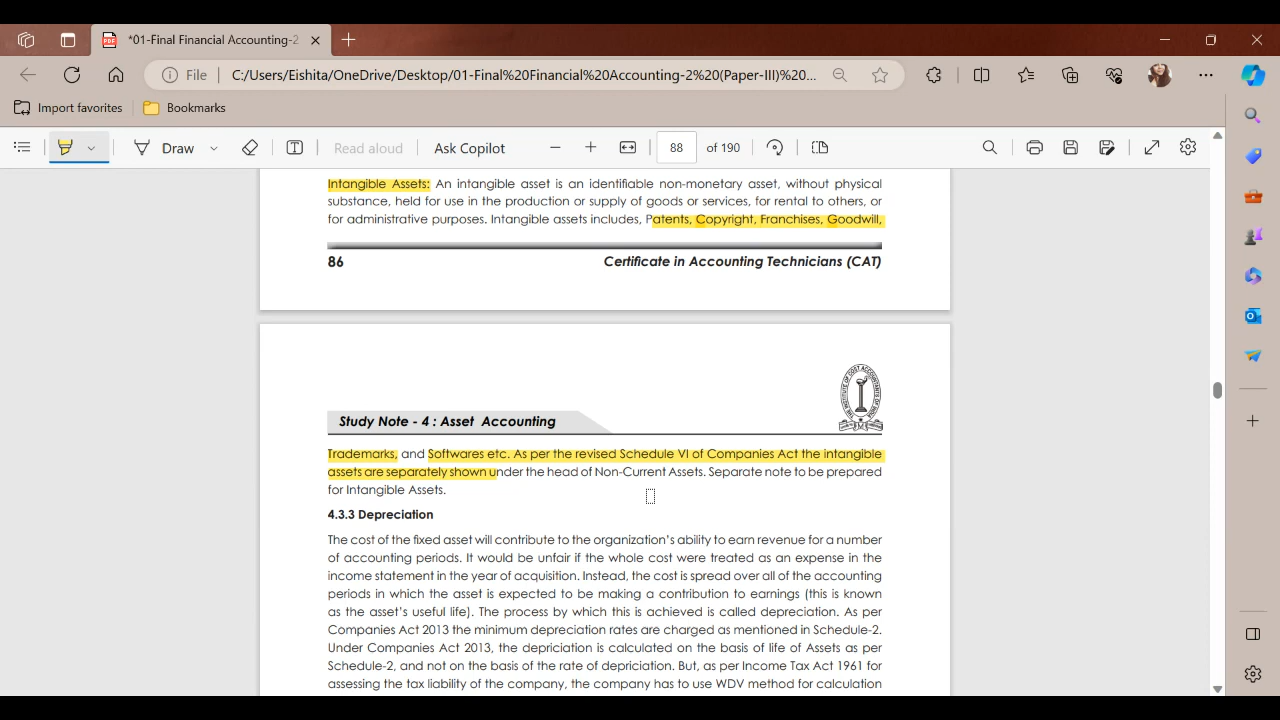 *01-Final Financial Accounting-2
File
C:/Users/Eishita/OneDrive/Desktop/01-Final%20Financial%20Accounting-2%20(Paper-III)%20...
Import favorites Bookmarks
Draw Read aloud Ask Copilot 88 of 190
Intangible Assets: An intangible asset is an identifiable non-monetary asset, without physical
substance, held for use in the production or supply of goods or services, for rental to others, or
for administrative purposes. Intangible assets includes, Patents, Copyright, Franchises, Goodwill,
86 Certificate in Accounting Technicians (CAT)
Study Note - 4 : Asset Accounting
Trademarks, and Softwares etc. As per the revised Schedule VI of Companies Act the intangible
assets are separately shown under the head of Non-Current Assets. Separate note to be prepared
for Intangible Assets.
4.3.3 Depreciation
The cost of the fixed asset will contribute to the organization's ability to earn revenue for a number
of accounting periods. It would be unfair if the whole cost were treated as an expense in the
income statement in the year of acquisition. Instead, the cost is spread over all of the accounting
periods in which the asset is expected to be making a contribution to earnings (this is known
as the asset's useful life). The process by which this is achieved is called depreciation. As per
Companies Act 2013 the minimum depreciation rates are charged as mentioned in Schedule-2.
Under Companies Act 2013, the depriciation is calculated on the basis of life of Assets as per
Schedule-2, and not on the basis of the rate of depriciation. But, as per Income Tax Act 1961 for
assessing the tax liability of the company, the company has to use WDV method for calculation